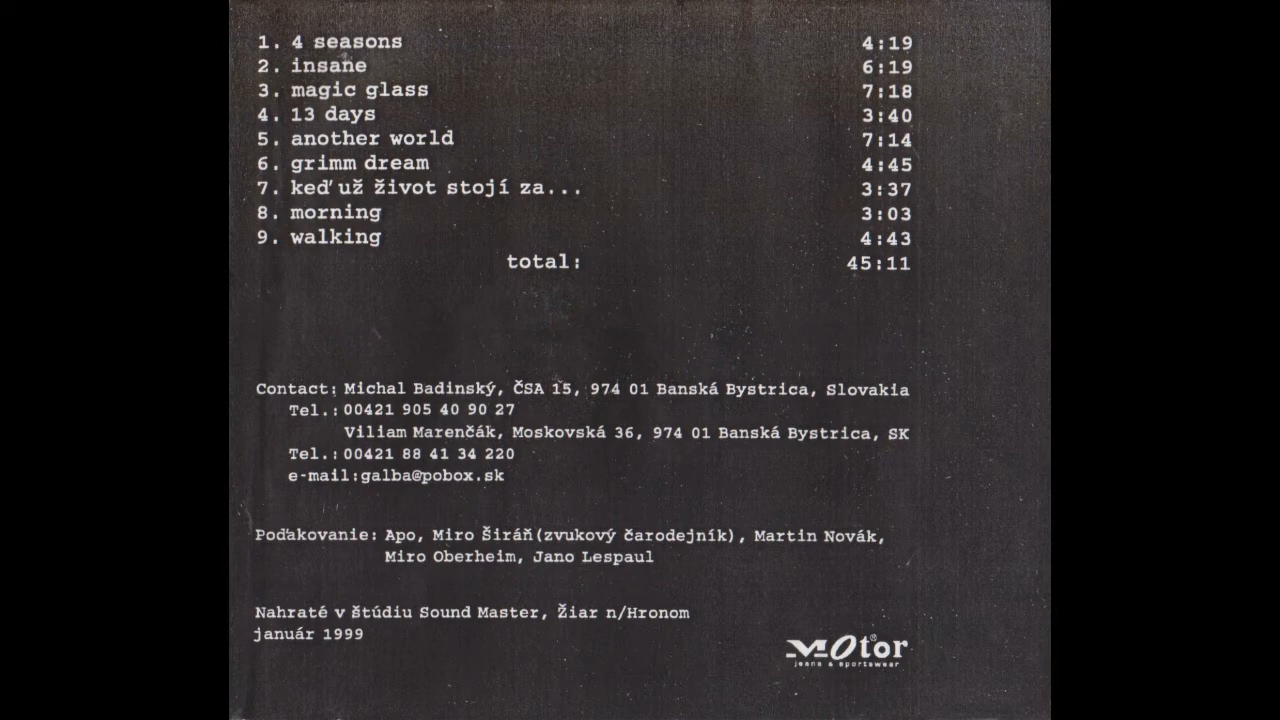 1. 4 seasons 4:19
2. insane 6:19
3. magic glass 7:18
4. 13 days 3:40
5. another world 7:14
6. grimm dream 4:45
7. keď už život stojí za... 3:37
8. morning 3:03
9. walking 4:43
total: 45:11
Contact: Michal Badinský, ČSA 15, 974 01 Banská Bystrica, Slovakia
Tel.: 00421 905 40 90 27
Viliam Marenčák, Moskovská 36, 974 01 Banská Bystrica, SK
Tel.: 00421 88 41 34 220
e-mail:galba@pobox.sk
Poďakovanie: Apo, Miro Širáň(zvukový čarodejník), Martin Novák,
Miro Oberheim, Jano Lespaul
Nahraté v štúdiu Sound Master, Žiar n/Hronom
január 1999
MOtor®
jeans & sportswear